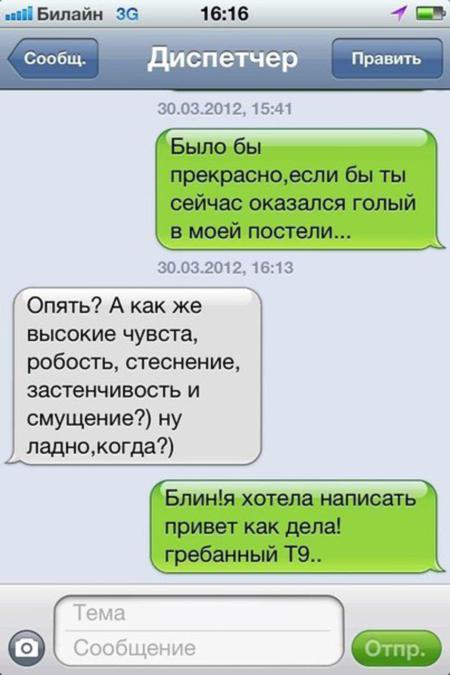 Билайн 3G 16:16
Сообщ. Диспетчер Править
30.03.2012, 15:41
Было бы
прекрасно,если бы ты
сейчас оказался голый
в моей постели...
30.03.2012, 16:13
Опять? А как же
высокие чувста,
робость, стеснение,
застенчивость и
смущение?) ну
ладно,когда?)
Блин!я хотела написать
привет как дела!
гребанный Т9..
Тема
Сообщение
Отпр.